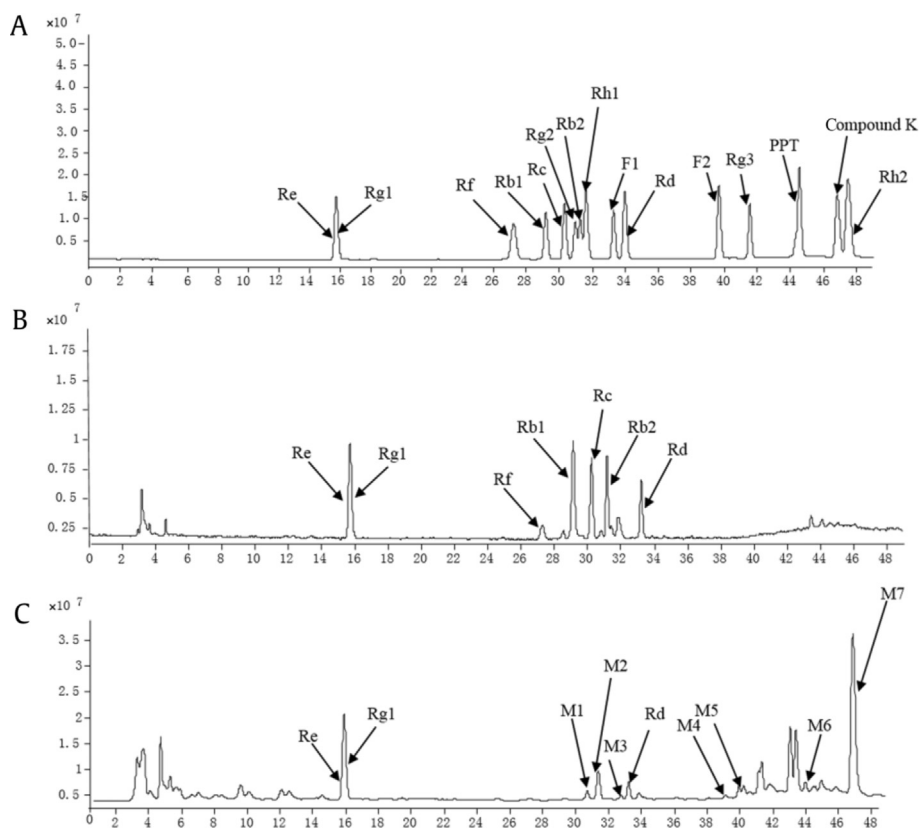 A
×10 7
5.0
4.5
4.0
3.5
3.0
2.5
2.0
1.5
1.0
0.5
Re
Rg1
Rf
Rb1
Rc
Rg2
Rb2
Rh1
F1
Rd
F2
Rg3
PPT
Compound K
Rh2
0 2 4 6 8 10 12 14 16 18 20 22 24 26 28 30 32 34 36 38 40 42 44 46 48
B
×10 7
1.75
1.5
1.25
1
0.75
0.5
0.25
Re
Rg1
Rf
Rb1
Rc
Rb2
Rd
0 2 4 6 8 10 12 14 16 18 20 22 24 26 28 30 32 34 36 38 40 42 44 46 48
C
×10 7
3.5
3
2.5
2
1.5
1
0.5
Re
Rg1
M1
M2
M3
Rd
M4
M5
M6
M7
0 2 4 6 8 10 12 14 16 18 20 22 24 26 28 30 32 34 36 38 40 42 44 46 48